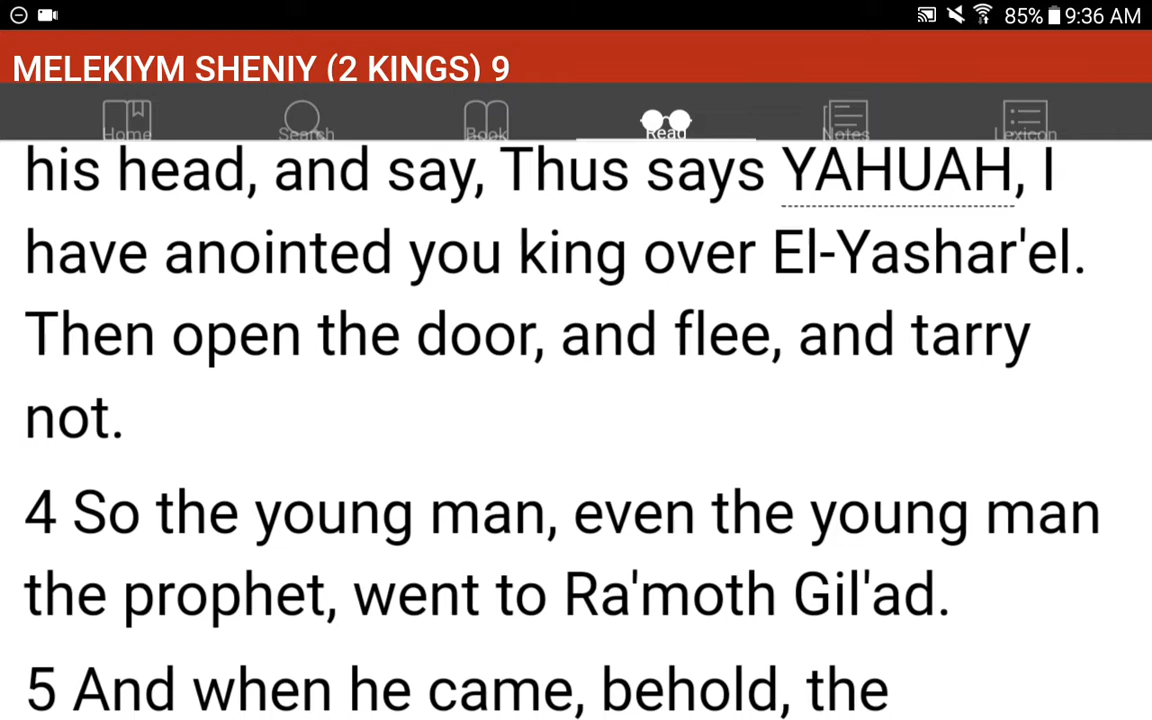 85% 9:36 AM
MELEKIYM SHENIY (2 KINGS) 9
Home Search Book Read Notes Lexicon
his head, and say, Thus says YAHUAH, I
have anointed you king over El-Yashar'el.
Then open the door, and flee, and tarry
not.
4 So the young man, even the young man
the prophet, went to Ra'moth Gil'ad.
5 And when he came, behold, the